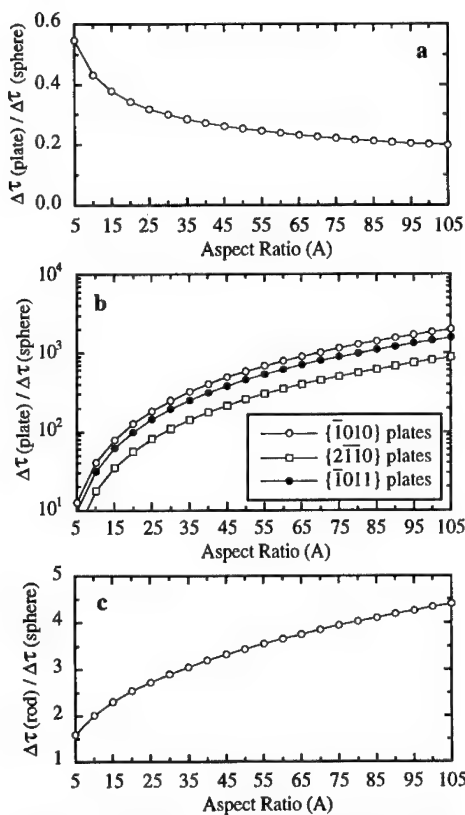 a
Δτ (plate) / Δτ (sphere)
0.6
0.4
0.2
0.0
5 15 25 35 45 55 65 75 85 95 105
Aspect Ratio (A)
b
Δτ (plate) / Δτ (sphere)
10⁴
10³
10²
10¹
{1̄010} plates
{21̄1̄0} plates
{1̄011} plates
5 15 25 35 45 55 65 75 85 95 105
Aspect Ratio (A)
c
Δτ (rod) / Δτ (sphere)
5
4
3
2
1
5 15 25 35 45 55 65 75 85 95 105
Aspect Ratio (A)